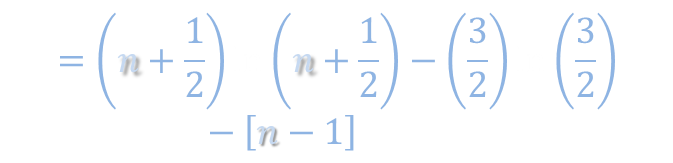 = (n + 1/2) (n + 1/2) − (3/2) (3/2)
− [n − 1]